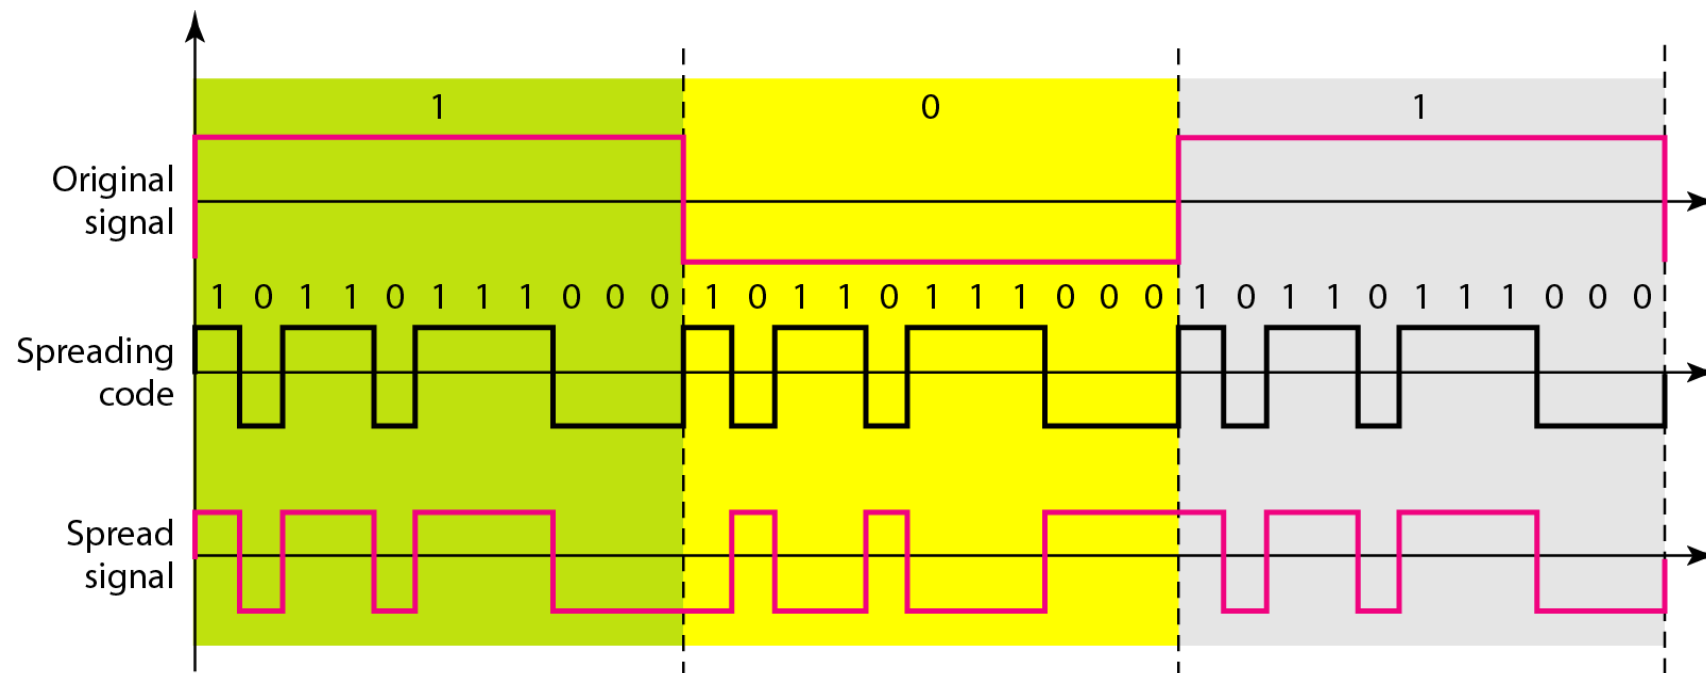 1 0 1
Original
signal
1 0 1 1 0 1 1 1 0 0 0 1 0 1 1 0 1 1 1 0 0 0 1 0 1 1 0 1 1 1 0 0 0
Spreading
code
Spread
signal